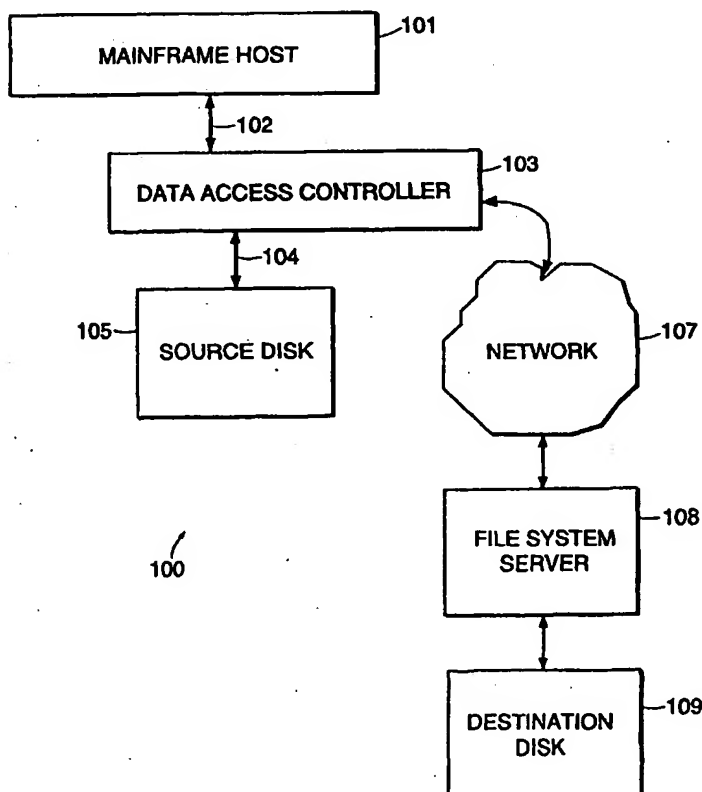 MAINFRAME HOST
101
102
103
DATA ACCESS CONTROLLER
104
105
SOURCE DISK
NETWORK
107
108
FILE SYSTEM
SERVER
100
109
DESTINATION
DISK